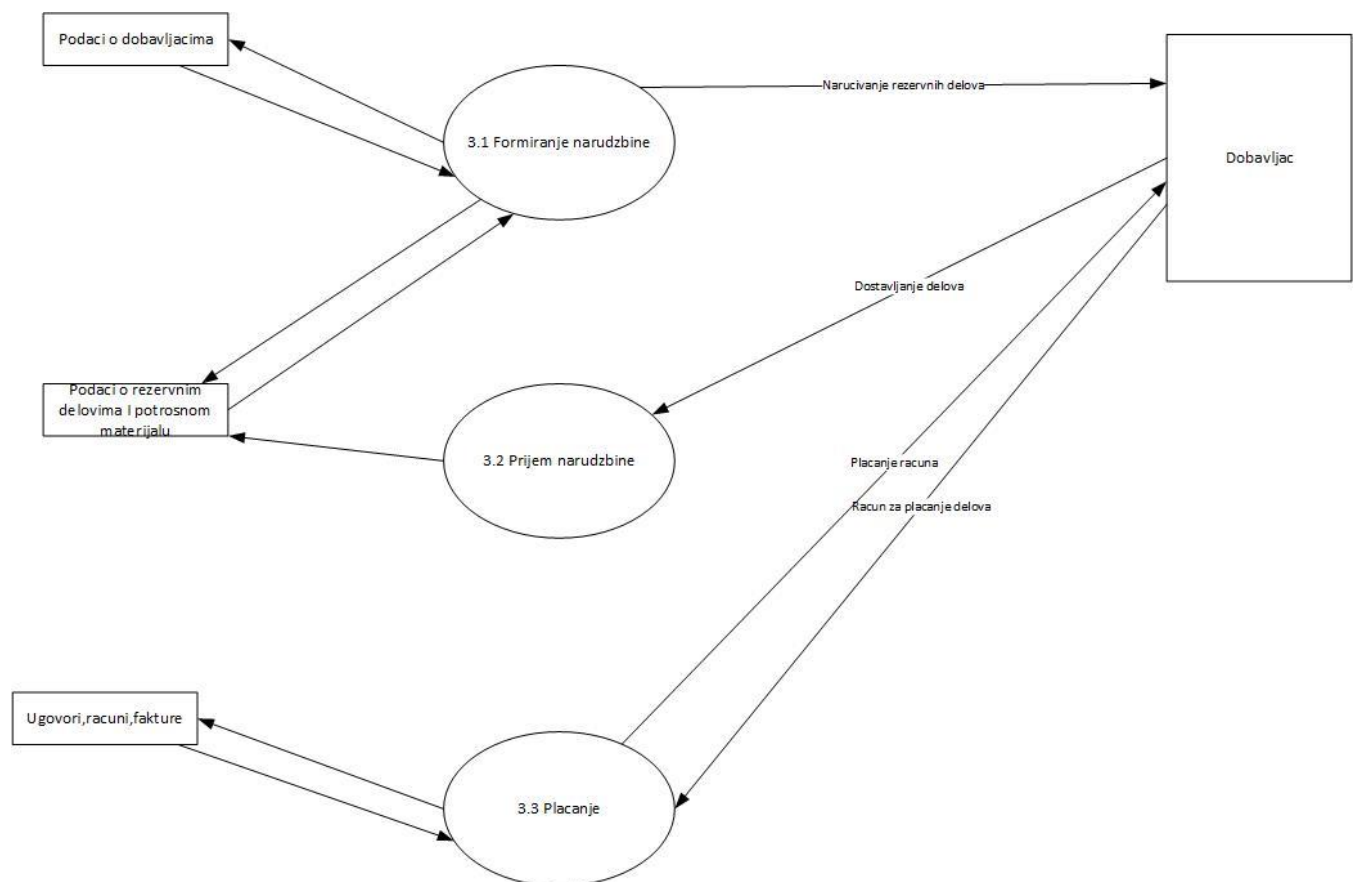 Podaci o dobavljacima
3.1 Formiranje narudzbine
Narucivanje rezervnih delova
Dobavljac
Dostavljanje delova
Podaci o rezervnim
delovima I potrosnom
materijalu
3.2 Prijem narudzbine
Placanje racuna
Racun za placanje delova
Ugovori,racuni,fakture
3.3 Placanje